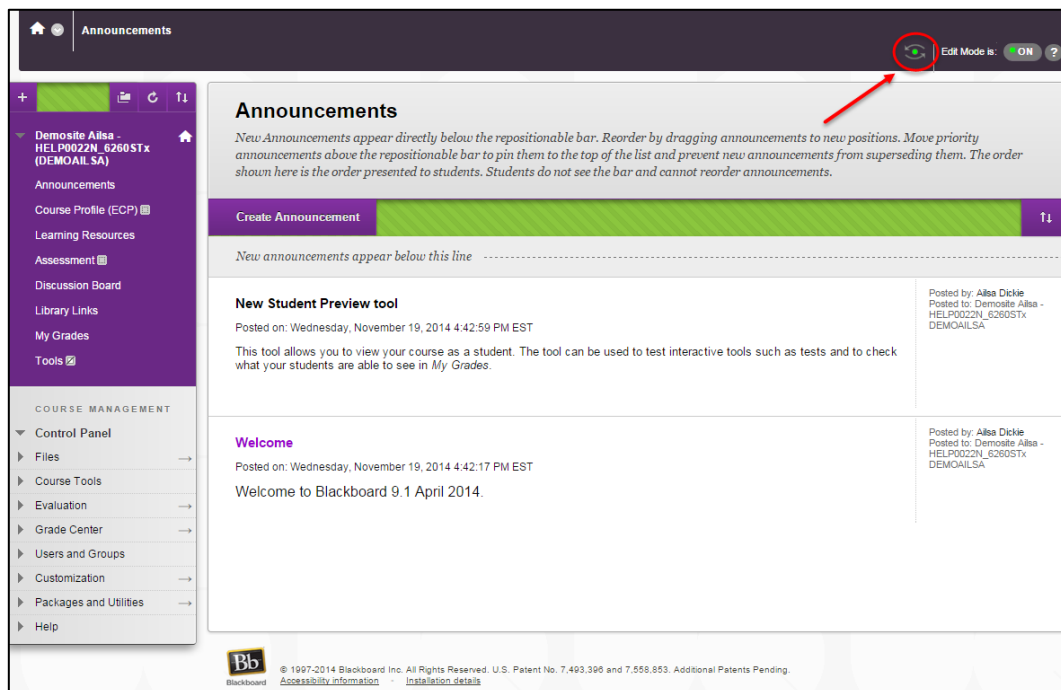 Announcements
Edit Mode is: ON ?
Demosite Ailsa -
HELP0022N_6260STx
(DEMOAILSA)
Announcements
Course Profile (ECP)
Learning Resources
Assessment
Discussion Board
Library Links
My Grades
Tools
COURSE MANAGEMENT
Control Panel
Files
Course Tools
Evaluation
Grade Center
Users and Groups
Customization
Packages and Utilities
Help
Announcements
New Announcements appear directly below the repositionable bar. Reorder by dragging announcements to new positions. Move priority
announcements above the repositionable bar to pin them to the top of the list and prevent new announcements from superseding them. The order
shown here is the order presented to students. Students do not see the bar and cannot reorder announcements.
Create Announcement
New announcements appear below this line
New Student Preview tool
Posted on: Wednesday, November 19, 2014 4:42:59 PM EST
This tool allows you to view your course as a student. The tool can be used to test interactive tools such as tests and to check
what your students are able to see in My Grades.
Posted by: Ailsa Dickie
Posted to: Demosite Ailsa -
HELP0022N_6260STx
DEMOAILSA
Welcome
Posted on: Wednesday, November 19, 2014 4:42:17 PM EST
Welcome to Blackboard 9.1 April 2014.
Posted by: Ailsa Dickie
Posted to: Demosite Ailsa -
HELP0022N_6260STx
DEMOAILSA
Bb
Blackboard
© 1997-2014 Blackboard Inc. All Rights Reserved. U.S. Patent No. 7,493,396 and 7,558,853. Additional Patents Pending.
Accessibility information - Installation details